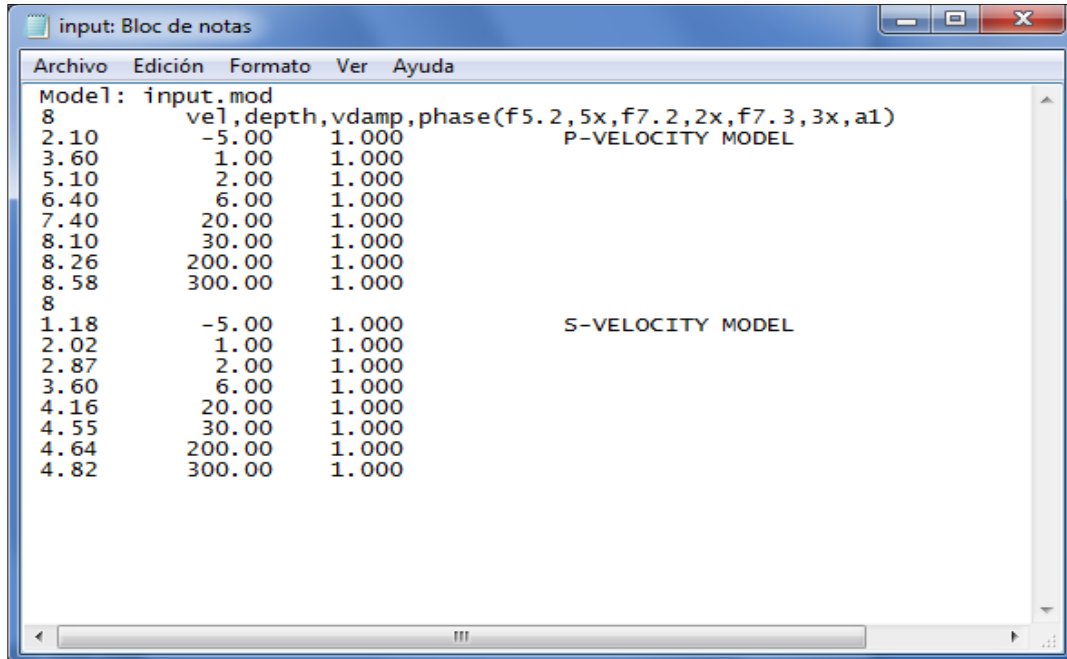 input: Bloc de notas
Archivo Edición Formato Ver Ayuda
Model: input.mod
8 vel,depth,vdamp,phase(f5.2,5x,f7.2,2x,f7.3,3x,a1)
2.10 -5.00 1.000 P-VELOCITY MODEL
3.60 1.00 1.000
5.10 2.00 1.000
6.40 6.00 1.000
7.40 20.00 1.000
8.10 30.00 1.000
8.26 200.00 1.000
8.58 300.00 1.000
8
1.18 -5.00 1.000 S-VELOCITY MODEL
2.02 1.00 1.000
2.87 2.00 1.000
3.60 6.00 1.000
4.16 20.00 1.000
4.55 30.00 1.000
4.64 200.00 1.000
4.82 300.00 1.000